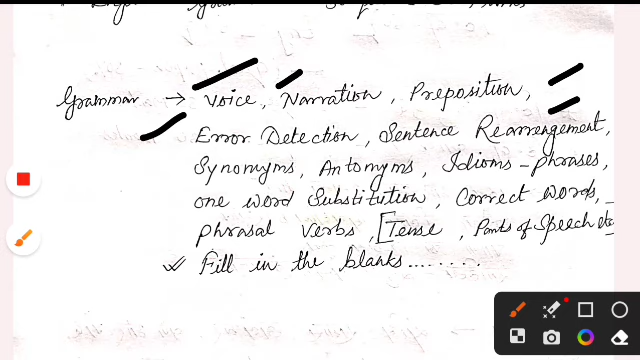 Grammar → Voice, Narration, Preposition,
Error Detection, Sentence Rearrengement,
Synonyms, Antonyms, Idioms - phrases,
one word Substitution, Correct words,
phrasal verbs, [Tense, Parts of Speech etc
Fill in the blanks........